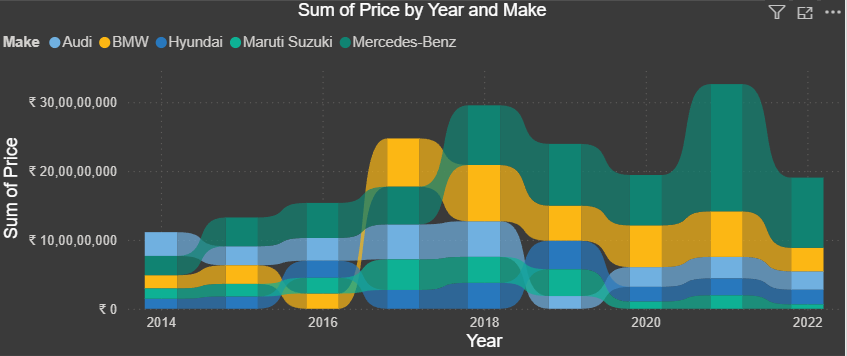 Sum of Price by Year and Make
Make Audi BMW Hyundai Maruti Suzuki Mercedes-Benz
Sum of Price
₹ 30,00,00,000
₹ 20,00,00,000
₹ 10,00,00,000
₹ 0
2014 2016 2018 2020 2022
Year